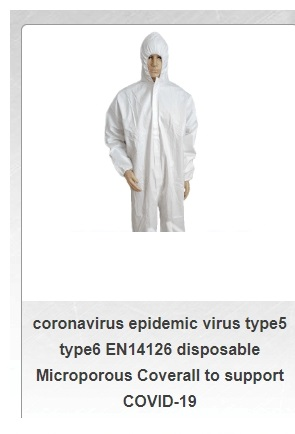 coronavirus epidemic virus type5
type6 EN14126 disposable
Microporous Coverall to support
COVID-19